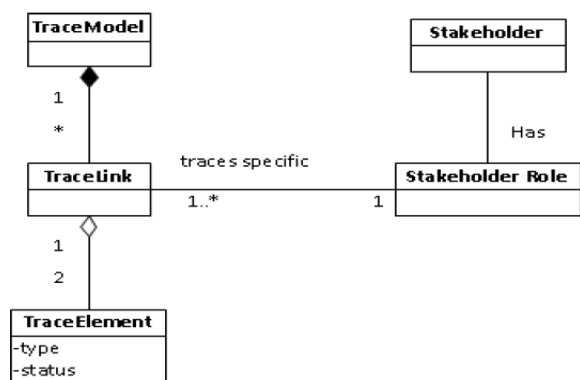 TraceModel
Stakeholder
1
*
Has
traces specific
TraceLink
Stakeholder Role
1..*
1
1
2
TraceElement
-type
-status